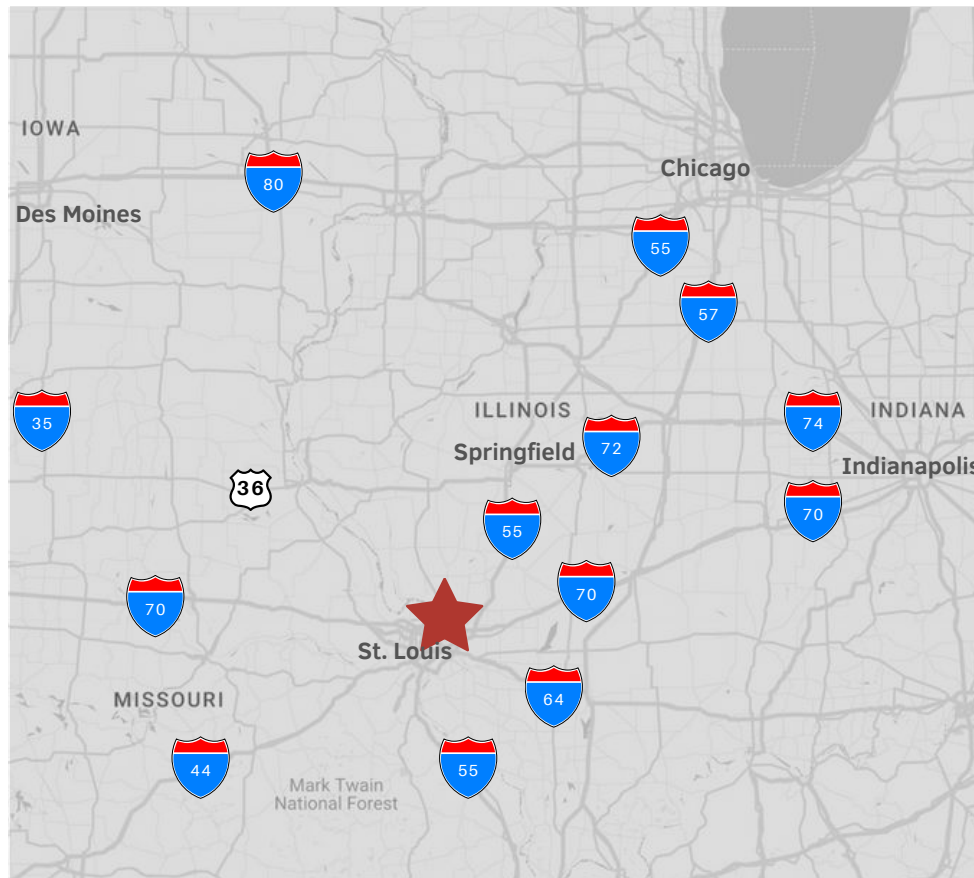 IOWA
Chicago
80
Des Moines
55
57
35
ILLINOIS
74
INDIANA
72
Springfield
Indianapolis
36
70
55
70
70
St. Louis
64
MISSOURI
44
55
Mark Twain
National Forest